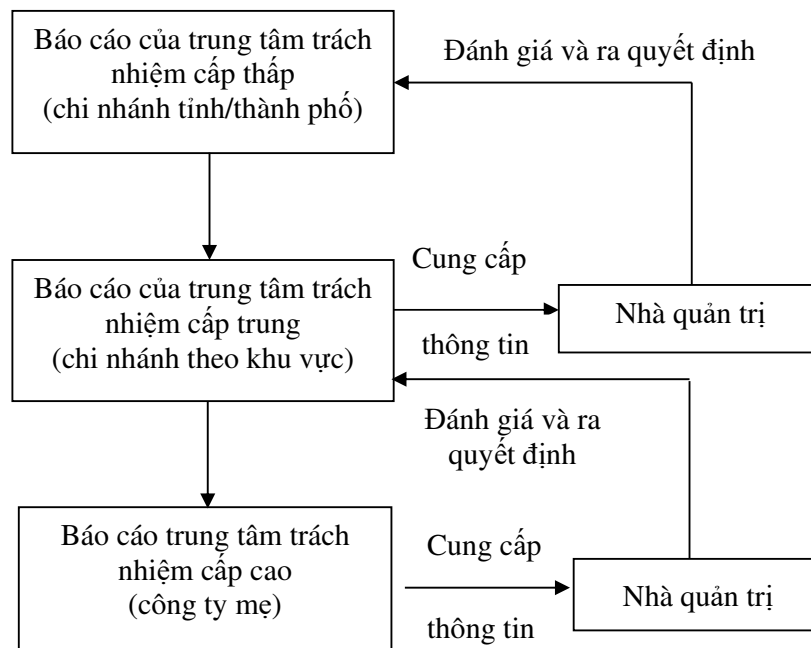 Báo cáo của trung tâm trách
nhiệm cấp thấp
(chi nhánh tỉnh/thành phố)
Đánh giá và ra quyết định
Báo cáo của trung tâm trách
nhiệm cấp trung
(chi nhánh theo khu vực)
Cung cấp
thông tin
Nhà quản trị
Đánh giá và ra
quyết định
Báo cáo trung tâm trách
nhiệm cấp cao
(công ty mẹ)
Cung cấp
thông tin
Nhà quản trị